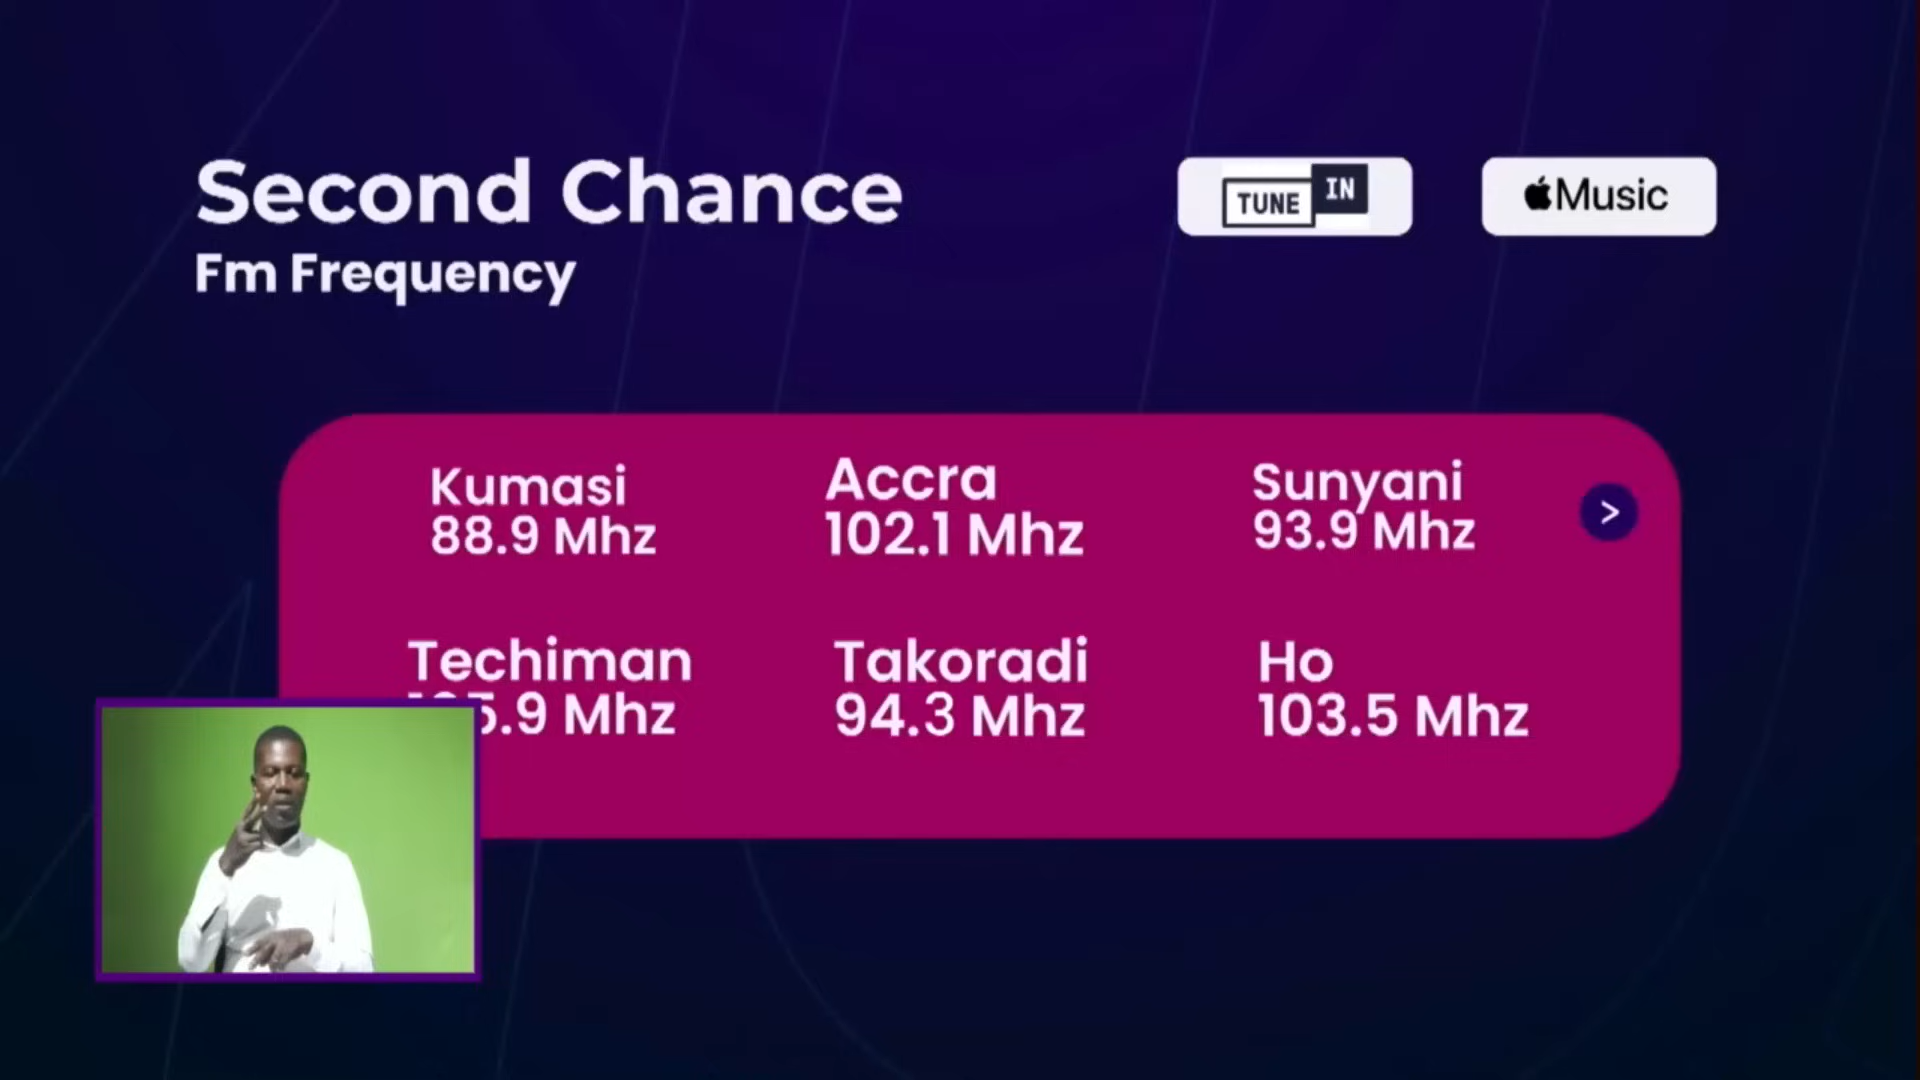 Second Chance
Fm Frequency
TUNE IN
Music
Kumasi
88.9 Mhz
Accra
102.1 Mhz
Sunyani
93.9 Mhz
>
Techiman
Mhz
Takoradi
94.3 Mhz
Ho
103.5 Mhz